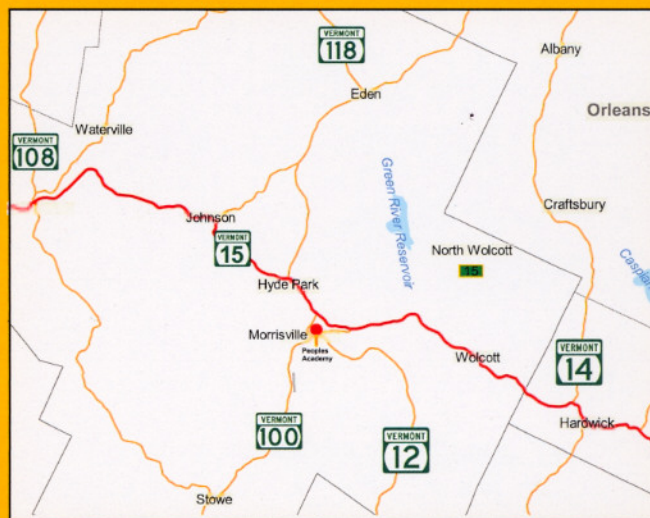 VERMONT
118
Albany
Eden
Orleans
Waterville
VERMONT
108
Green River Reservoir
Craftsbury
Johnson
VERMONT
15
North Wolcott
15
Caspian
Hyde Park
Morrisville
Peoples
Academy
Wolcott
VERMONT
14
VERMONT
100
VERMONT
12
Hardwick
Stowe